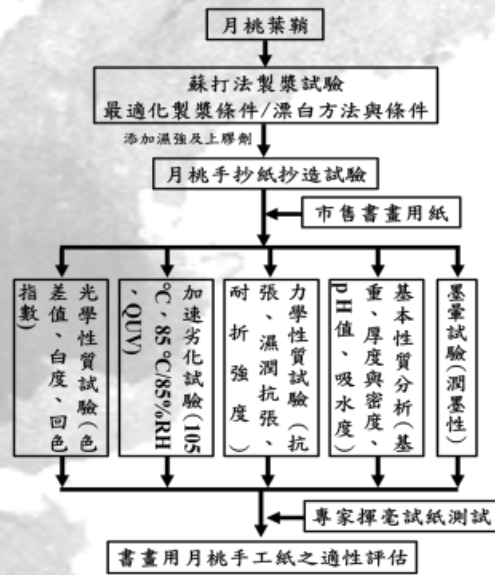 月桃葉鞘
蘇打法製漿試驗
最適化製漿條件/漂白方法與條件
添加濕強及上膠劑
月桃手抄紙抄造試驗
市售書畫用紙
墨暈試驗(潤墨性)
基本性質分析(基
重、厚度與密度、
pH值、吸水度)
力學性質試驗(抗
張、濕潤抗張、
耐折強度)
加速劣化試驗(105
°C、85 °C/85%RH
、QUV)
光學性質試驗(色
差值、白度、回色
指數)
專家揮毫試紙測試
書畫用月桃手工紙之適性評估